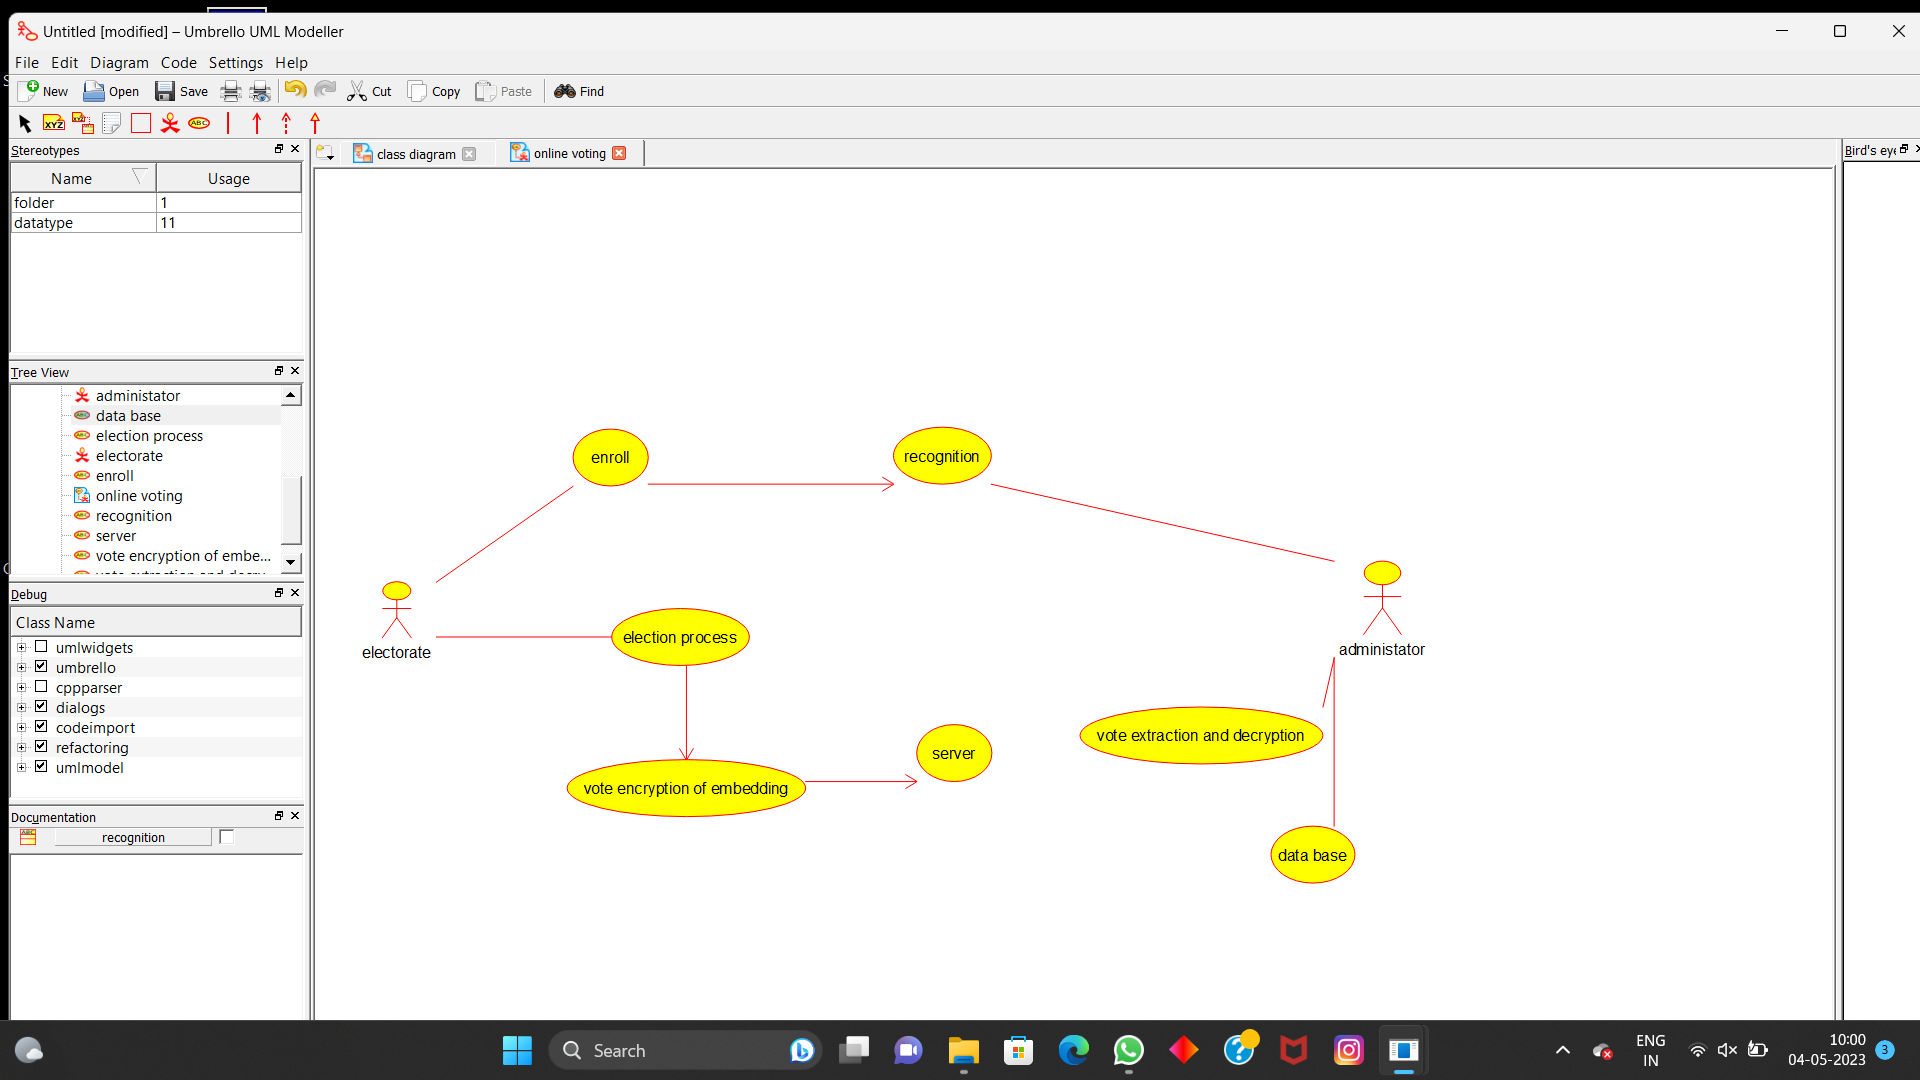 Untitled [modified] – Umbrello UML Modeller
File Edit Diagram Code Settings Help
New Open Save Cut Copy Paste Find
XYZ XYZ ABC
Stereotypes
class diagram
online voting
Bird's eye
Name Usage
folder 1
datatype 11
Tree View
administator
data base
election process
electorate
enroll
online voting
recognition
server
vote encryption of embe...
enroll
recognition
electorate
election process
administator
vote extraction and decryption
server
vote encryption of embedding
data base
Debug
Class Name
umlwidgets
umbrello
cppparser
dialogs
codeimport
refactoring
umlmodel
Documentation
recognition
Search
ENG
IN
10:00
04-05-2023
3